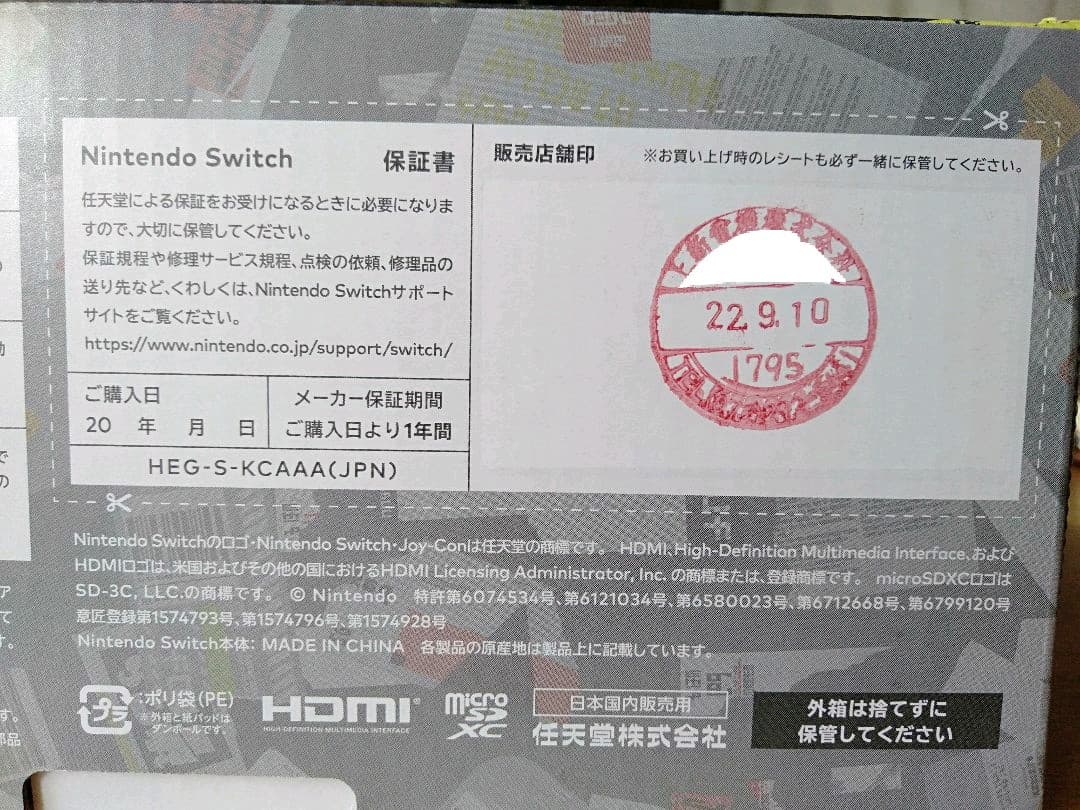 Nintendo Switch 保証書
任天堂による保証をお受けになるときに必要になりま
すので、大切に保管してください。
保証規程や修理サービス規程、点検の依頼、修理品の
送り先など、くわしくは、Nintendo Switchサポート
サイトをご覧ください。
https://www.nintendo.co.jp/support/switch/
ご購入日
20 年 月 日
メーカー保証期間
ご購入日より1年間
HEG-S-KCAAA(JPN)
販売店舗印 ※お買い上げ時のレシートも必ず一緒に保管してください。
22.9.10
1795
Nintendo Switchのロゴ・Nintendo Switch・Joy-Conは任天堂の商標です。 HDMI、High-Definition Multimedia Interface、および
HDMIロゴは、米国およびその他の国におけるHDMI Licensing Administrator, Inc. の商標または、登録商標です。 microSDXCロゴは
SD-3C, LLC.の商標です。 © Nintendo 特許第6074534号、第6121034号、第6580023号、第6712668号、第6799120号
意匠登録第1574793号、第1574796号、第1574928号
Nintendo Switch本体: MADE IN CHINA 各製品の原産地は製品上に記載しています。
プラ :ポリ袋(PE)
※外箱と紙パッドは
ダンボールです。
HDMI®
HIGH-DEFINITION MULTIMEDIA INTERFACE
micro
SD
XC
日本国内販売用
任天堂株式会社
外箱は捨てずに
保管してください